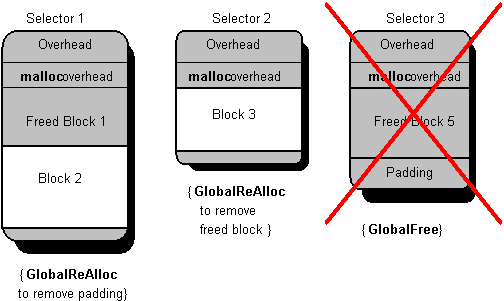 Selector 1
Overhead
malloc overhead
Freed Block 1
Block 2
{ GlobalReAlloc
to remove padding}
Selector 2
Overhead
malloc overhead
Block 3
{ GlobalReAlloc
to remove
freed block }
Selector 3
Overhead
malloc overhead
Freed Block 5
Padding
{ GlobalFree}